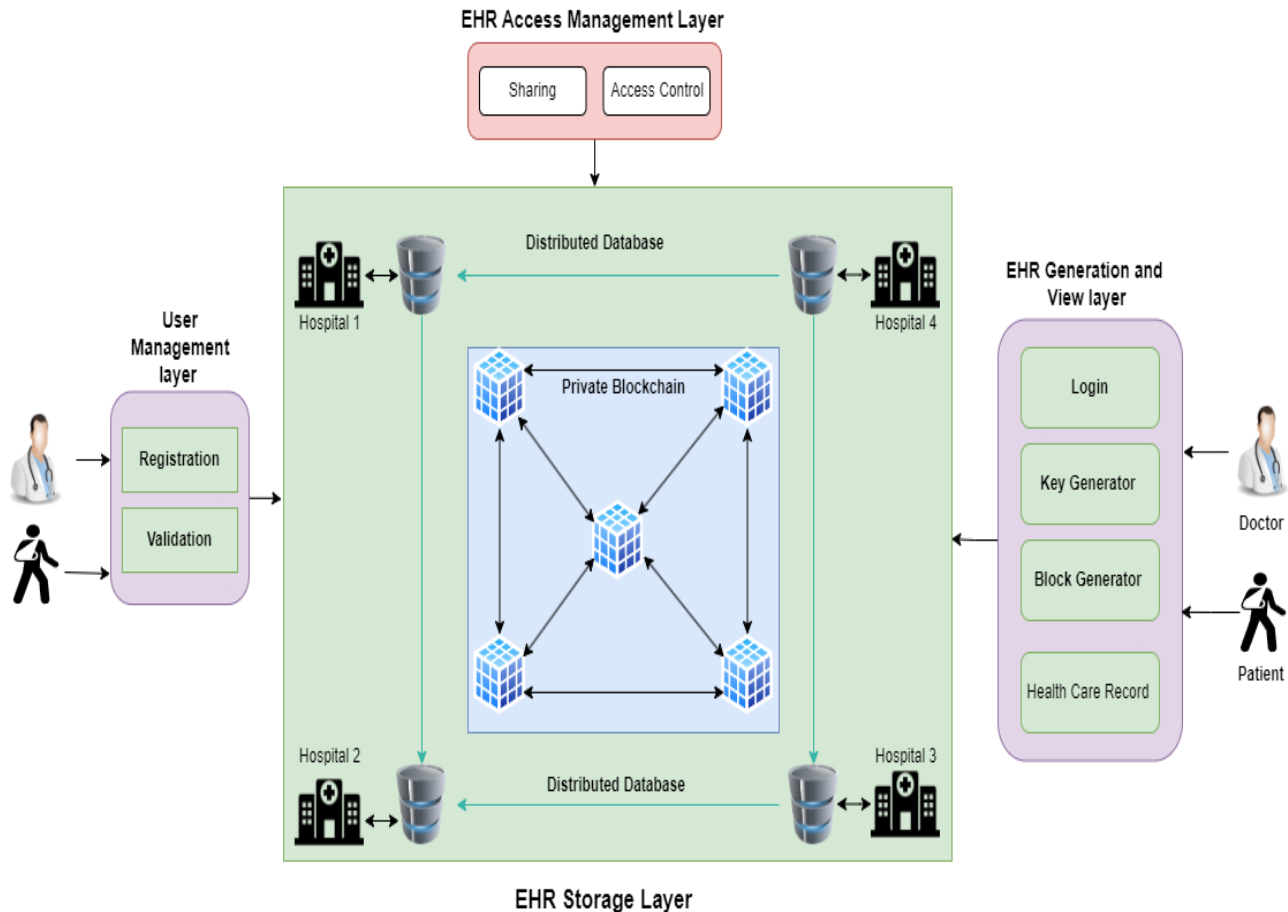 EHR Access Management Layer
Sharing
Access Control
Distributed Database
Hospital 1
Hospital 4
EHR Generation and
View layer
User
Management
layer
Private Blockchain
Login
Registration
Key Generator
Validation
Doctor
Block Generator
Health Care Record
Patient
Hospital 2
Hospital 3
Distributed Database
EHR Storage Layer